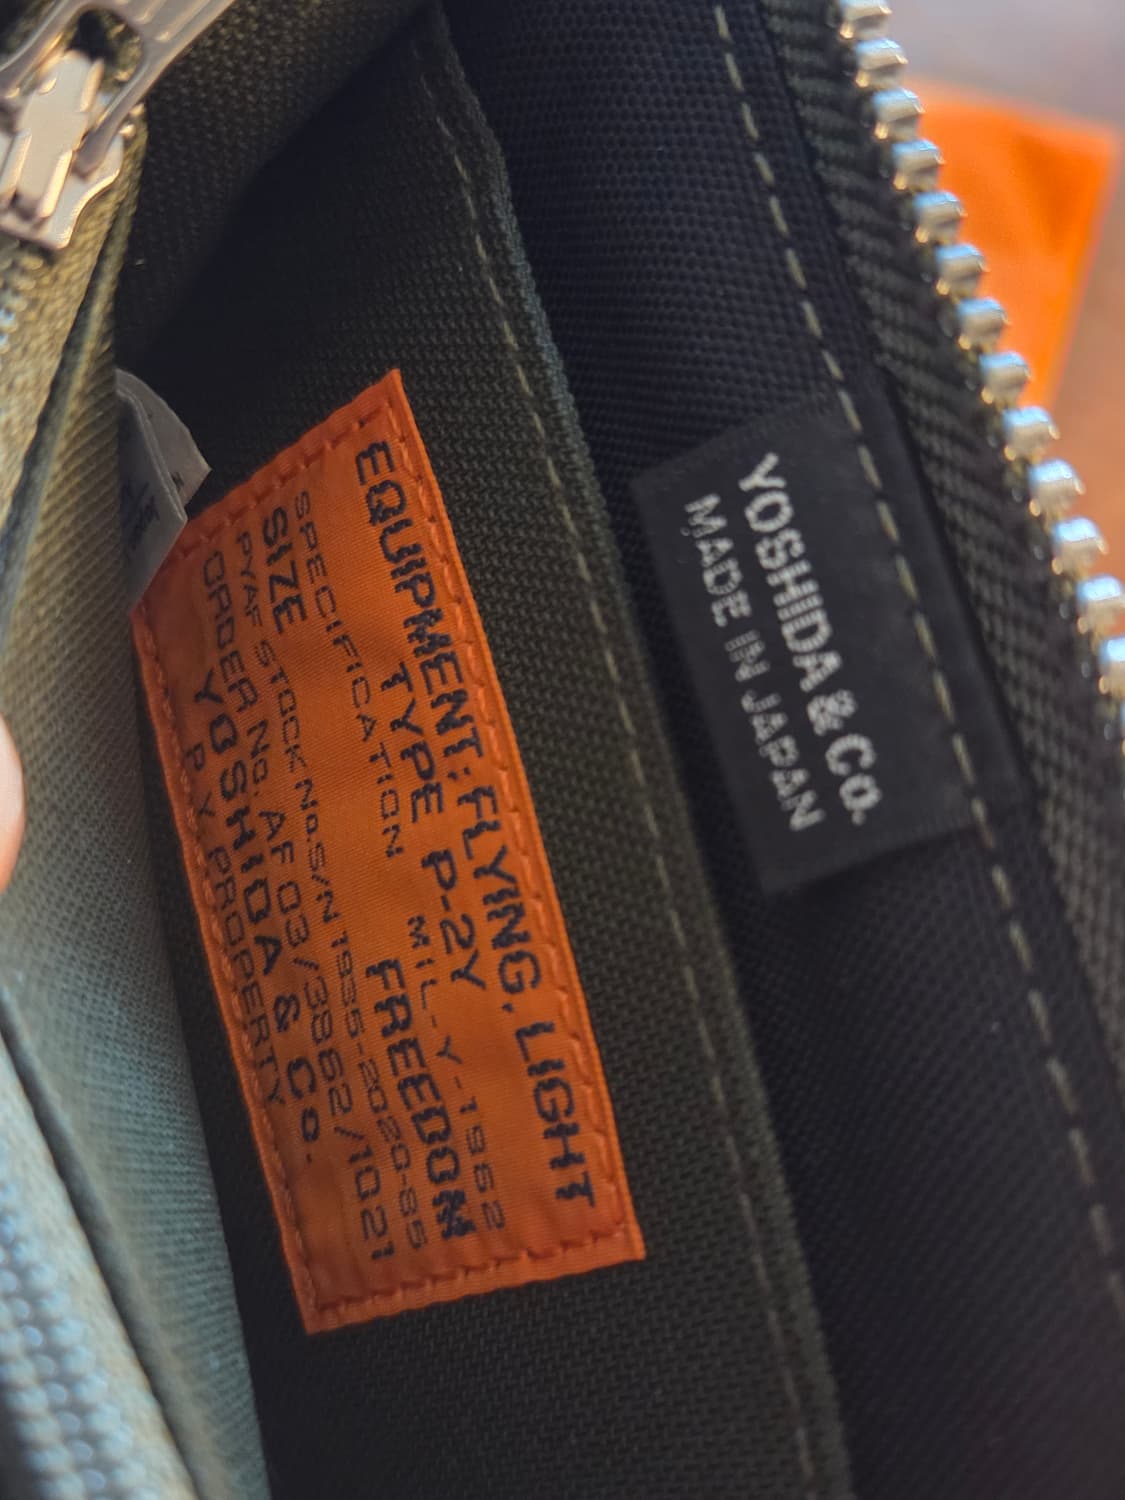 EQUIPMENT: FLYING, LIGHT
TYPE P-2Y
SPECIFICATION MIL.-Y-1962
SIZE FREEDOM
PYAF STOCK No. S/N 1935-2020-85
ORDER No. AF 03/3862/1021
YOSHIDA & Co.
P.Y. PROPERTY
YOSHIDA & CO.
MADE IN JAPAN